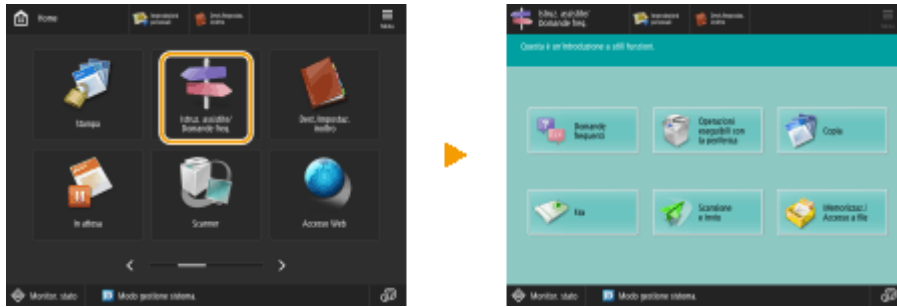 Home
Impostazioni
personali
Dest./Impostaz.
inoltro
Menu
Stampa
Istruz. assistite/
Domande freq.
Dest./Impostaz.
inoltro
In attesa
Scanner
Accesso Web
Monitor. stato
Modo gestione sistema.
Istruz. assistite/
Domande freq.
Impostazioni
personali
Dest./Impostaz.
inoltro
Menu
Questa è un'introduzione a utili funzioni.
Domande
frequenti
Operazioni
eseguibili con
la periferica
Copia
Fax
Scansione
e invio
Memorizzaz./
Accesso a file
Monitor. stato
Modo gestione sistema.